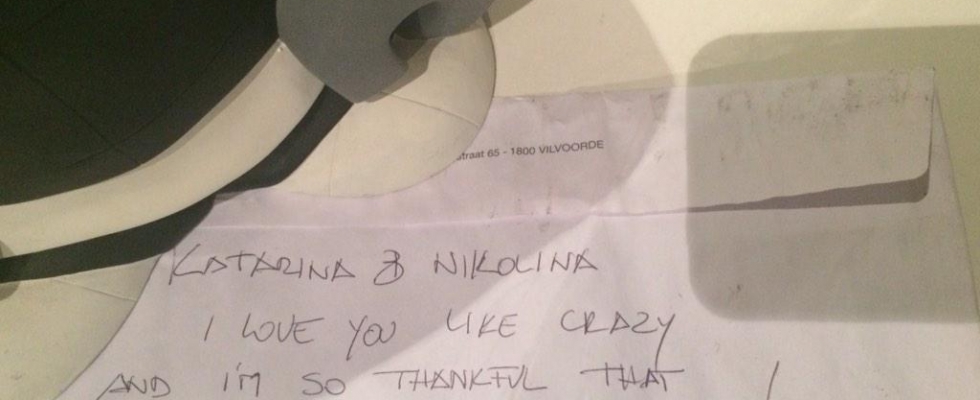 straat 65 - 1800 VILVOORDE
KATARINA & NIKOLINA
I LOVE YOU LIKE CRAZY
AND I'M SO THANKFUL THAT I